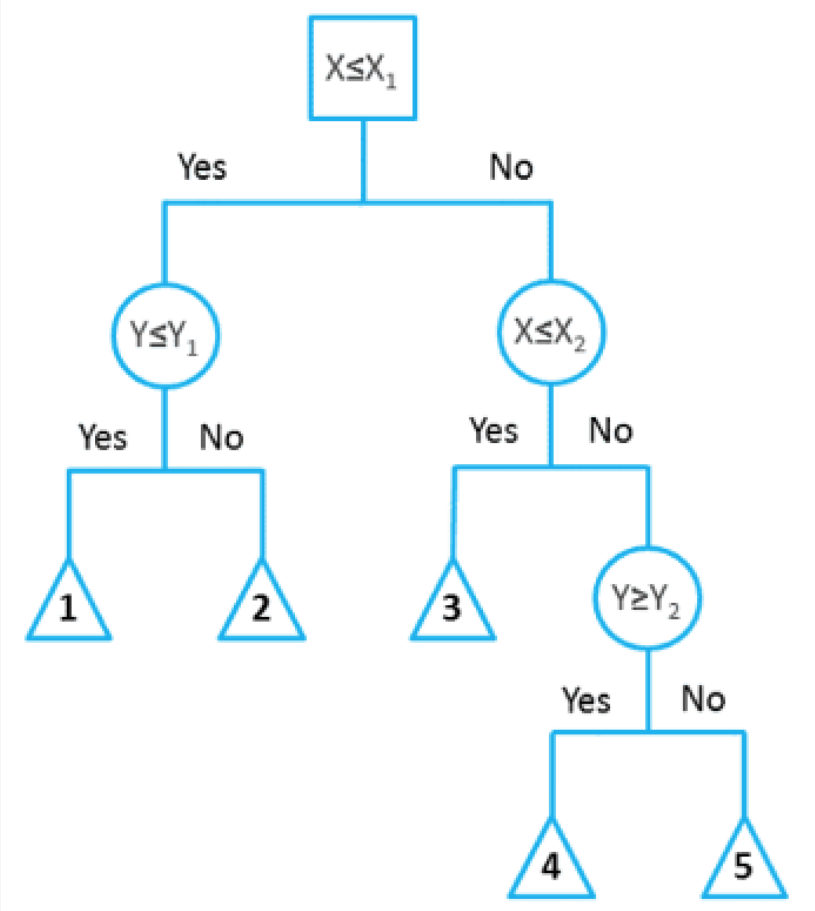 X≤X₁
Yes No
Y≤Y₁ X≤X₂
Yes No Yes No
1 2 3 Y≥Y₂
Yes No
4 5